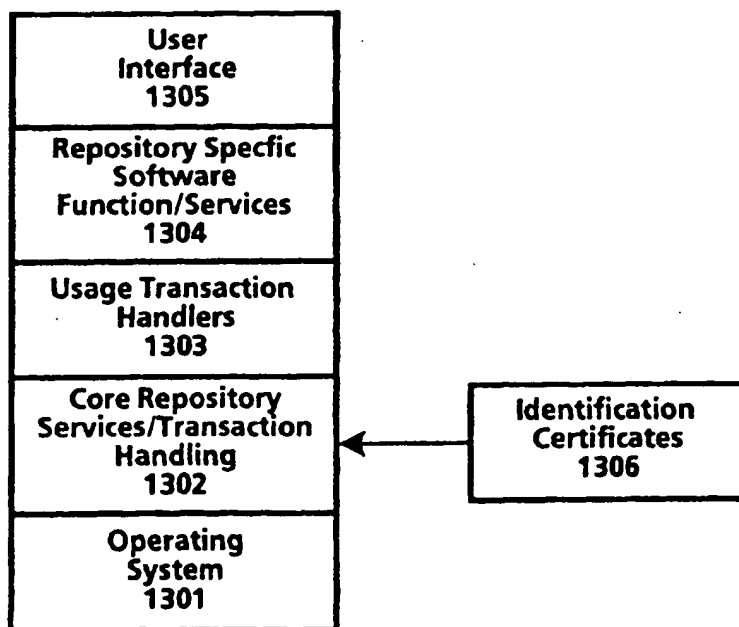 User
Interface
1305
Repository Specfic
Software
Function/Services
1304
Usage Transaction
Handlers
1303
Core Repository
Services/Transaction
Handling
1302
Identification
Certificates
1306
Operating
System
1301